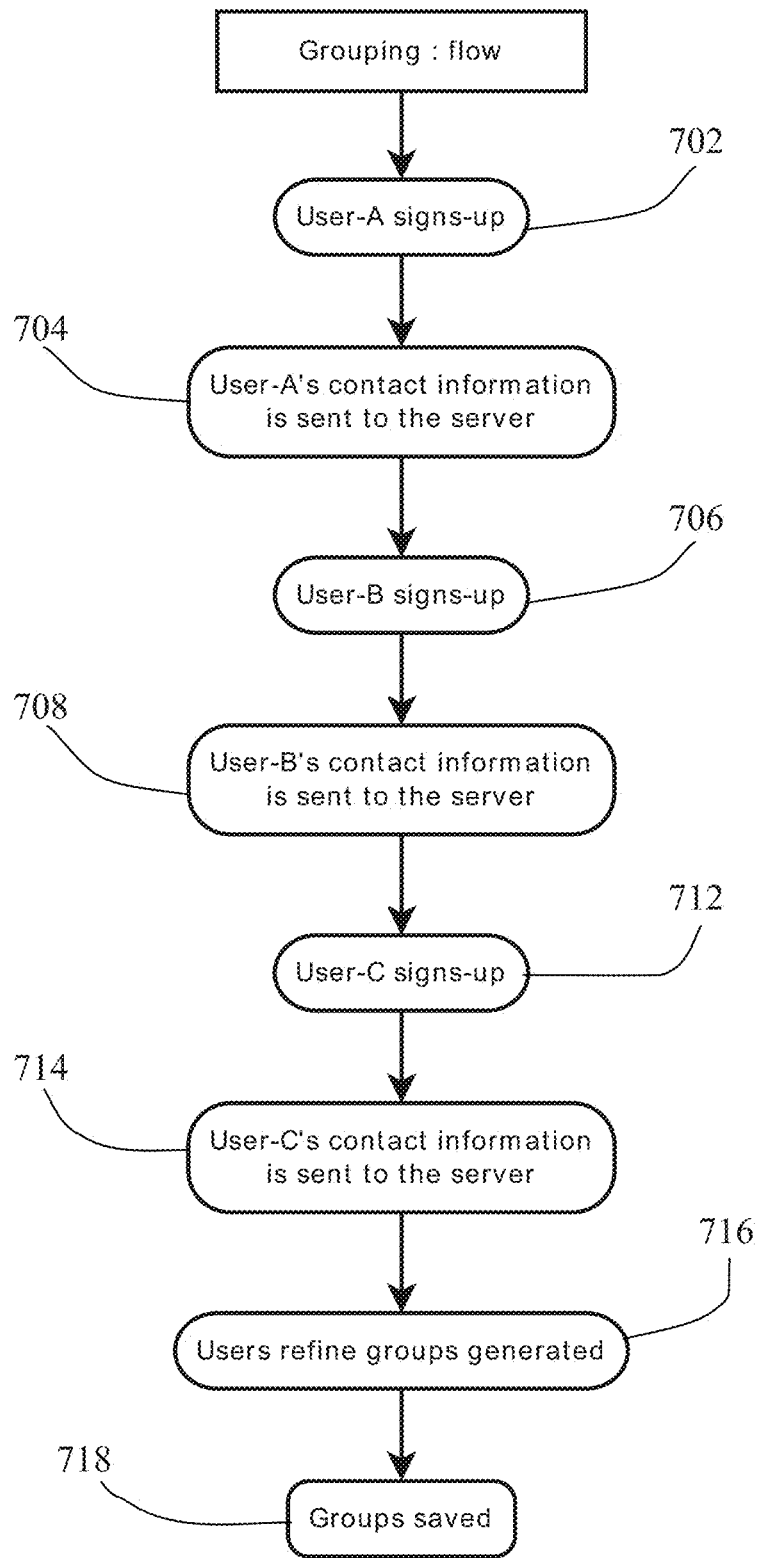 Grouping : flow
702
User-A signs-up
704
User-A's contact information
is sent to the server
706
User-B signs-up
708
User-B's contact information
is sent to the server
712
User-C signs-up
714
User-C's contact information
is sent to the server
716
Users refine groups generated
718
Groups saved